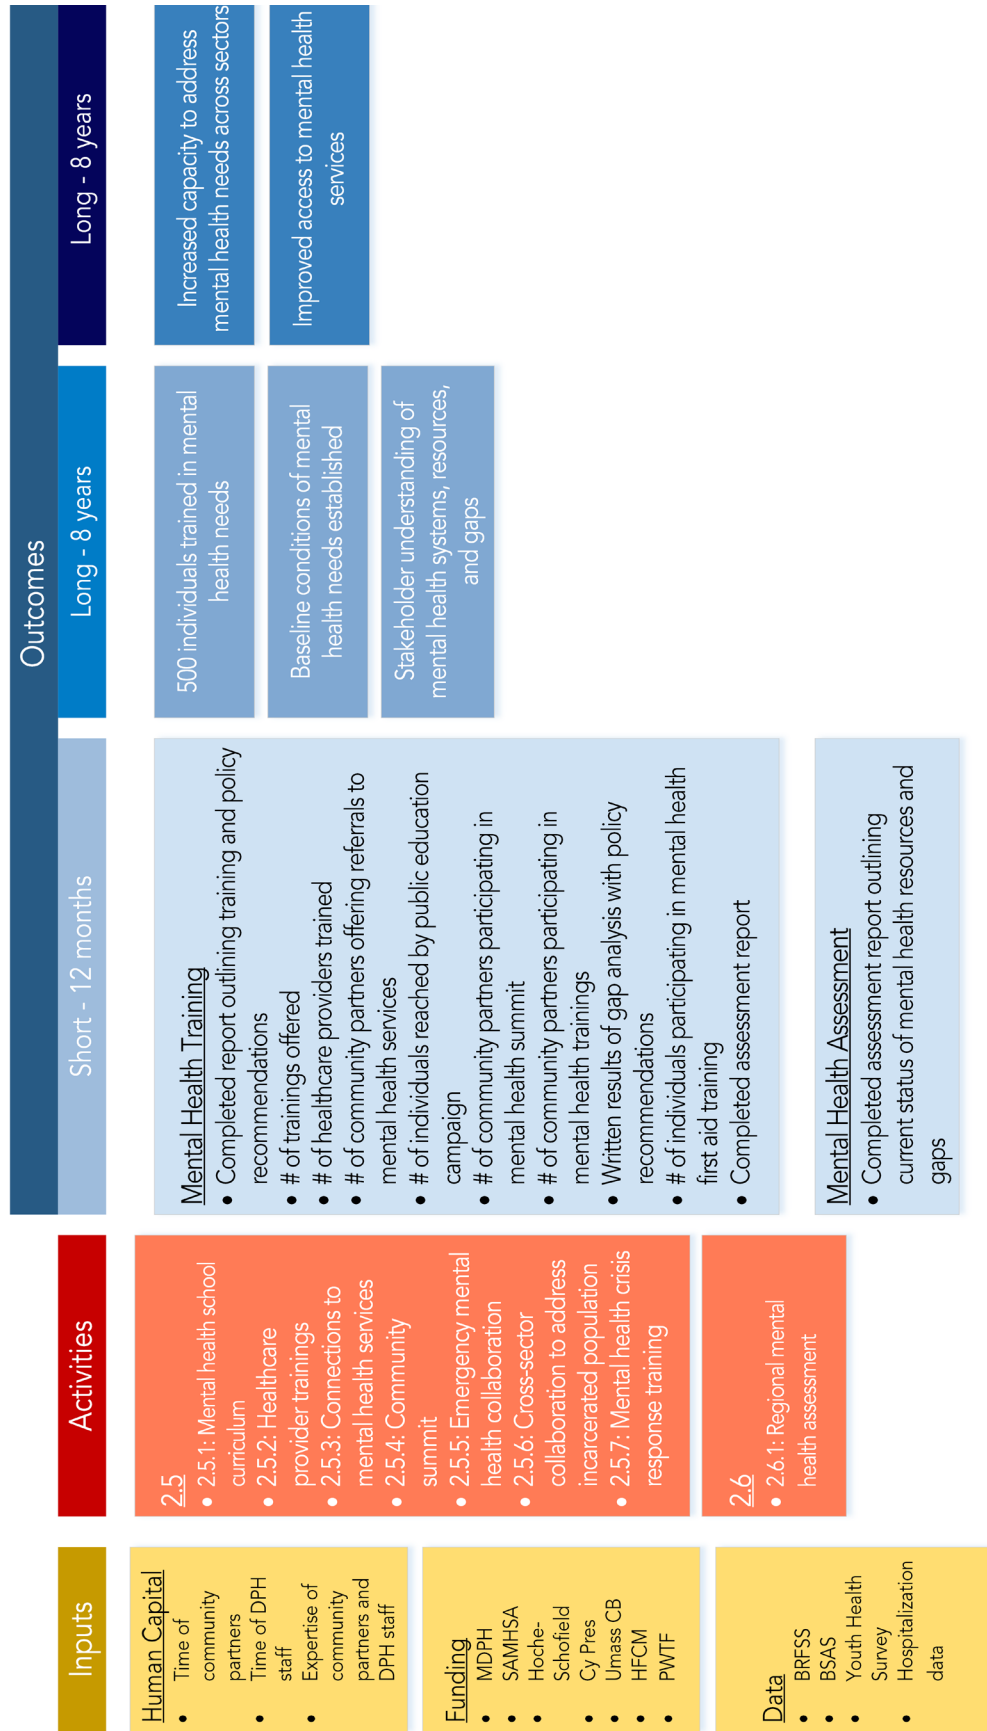 Inputs
Human Capital
• Time of
community
partners
• Time of DPH
staff
• Expertise of
community
partners and
DPH staff
Funding
• MDPH
• SAMHSA
• Hoche-
Schofield
• Cy Pres
• Umass CB
• HFCM
• PWTF
Data
• BRFSS
• BSAS
• Youth Health
Survey
• Hospitalization
data
Activities
2.5
• 2.5.1: Mental health school
curriculum
• 2.5.2: Healthcare
provider trainings
• 2.5.3: Connections to
mental health services
• 2.5.4: Community
summit
• 2.5.5: Emergency mental
health collaboration
• 2.5.6: Cross-sector
collaboration to address
incarcerated population
• 2.5.7: Mental health crisis
response training
2.6
• 2.6.1: Regional mental
health assessment
Outcomes
Short - 12 months
Mental Health Training
• Completed report outlining training and policy
recommendations
• # of trainings offered
• # of healthcare providers trained
• # of community partners offering referrals to
mental health services
• # of individuals reached by public education
campaign
• # of community partners participating in
mental health summit
• # of community partners participating in
mental health trainings
• Written results of gap analysis with policy
recommendations
• # of individuals participating in mental health
first aid training
• Completed assessment report
Mental Health Assessment
• Completed assessment report outlining
current status of mental health resources and
gaps
Long - 8 years
500 individuals trained in mental
health needs
Baseline conditions of mental
health needs established
Stakeholder understanding of
mental health systems, resources,
and gaps
Long - 8 years
Increased capacity to address
mental health needs across sectors
Improved access to mental health
services